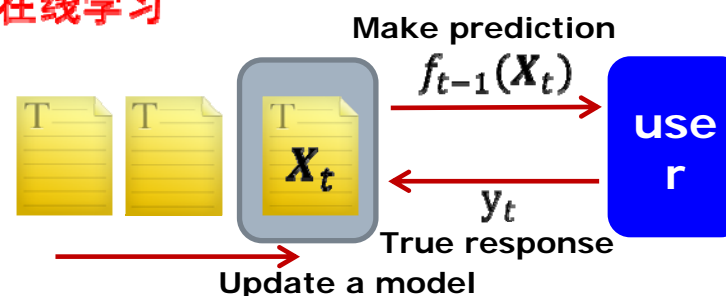 在线学习
Make prediction
f_{t-1}(X_t)
T
T
T
X_t
use
r
y_t
True response
Update a model